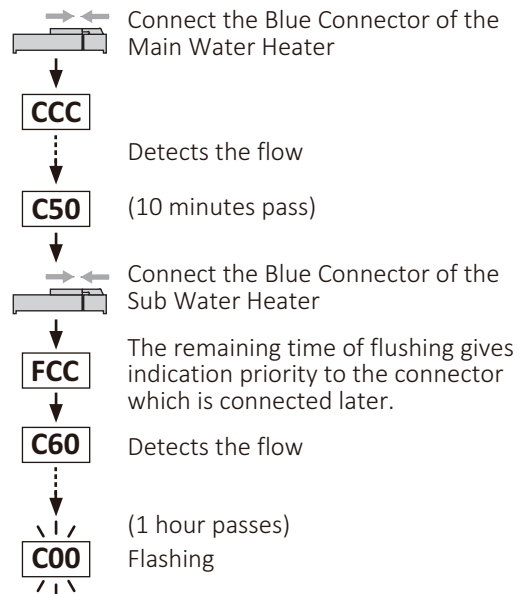 Connect the Blue Connector of the
Main Water Heater
CCC
Detects the flow
C50
(10 minutes pass)
Connect the Blue Connector of the
Sub Water Heater
FCC
The remaining time of flushing gives
indication priority to the connector
which is connected later.
C60
Detects the flow
(1 hour passes)
C00
Flashing